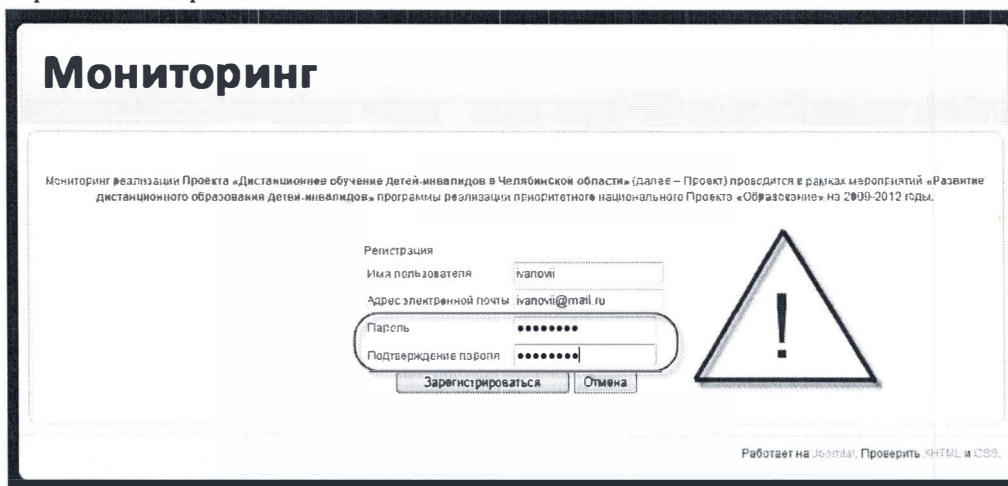 Мониторинг
Мониторинг реализации Проекта «Дистанционное обучение детей-инвалидов в Челябинской области» (далее – Проект) проводится в рамках мероприятий «Развитие
дистанционного образования детей-инвалидов» программы реализации приоритетного национального Проекта «Образование» на 2009-2012 годы.
Регистрация
Имя пользователя ivanovii
Адрес электронной почты ivanovii@mail.ru
Пароль ••••••••
Подтверждение пароля ••••••••
!
Зарегистрироваться Отмена
Работает на Joomla!. Проверить XHTML и CSS.